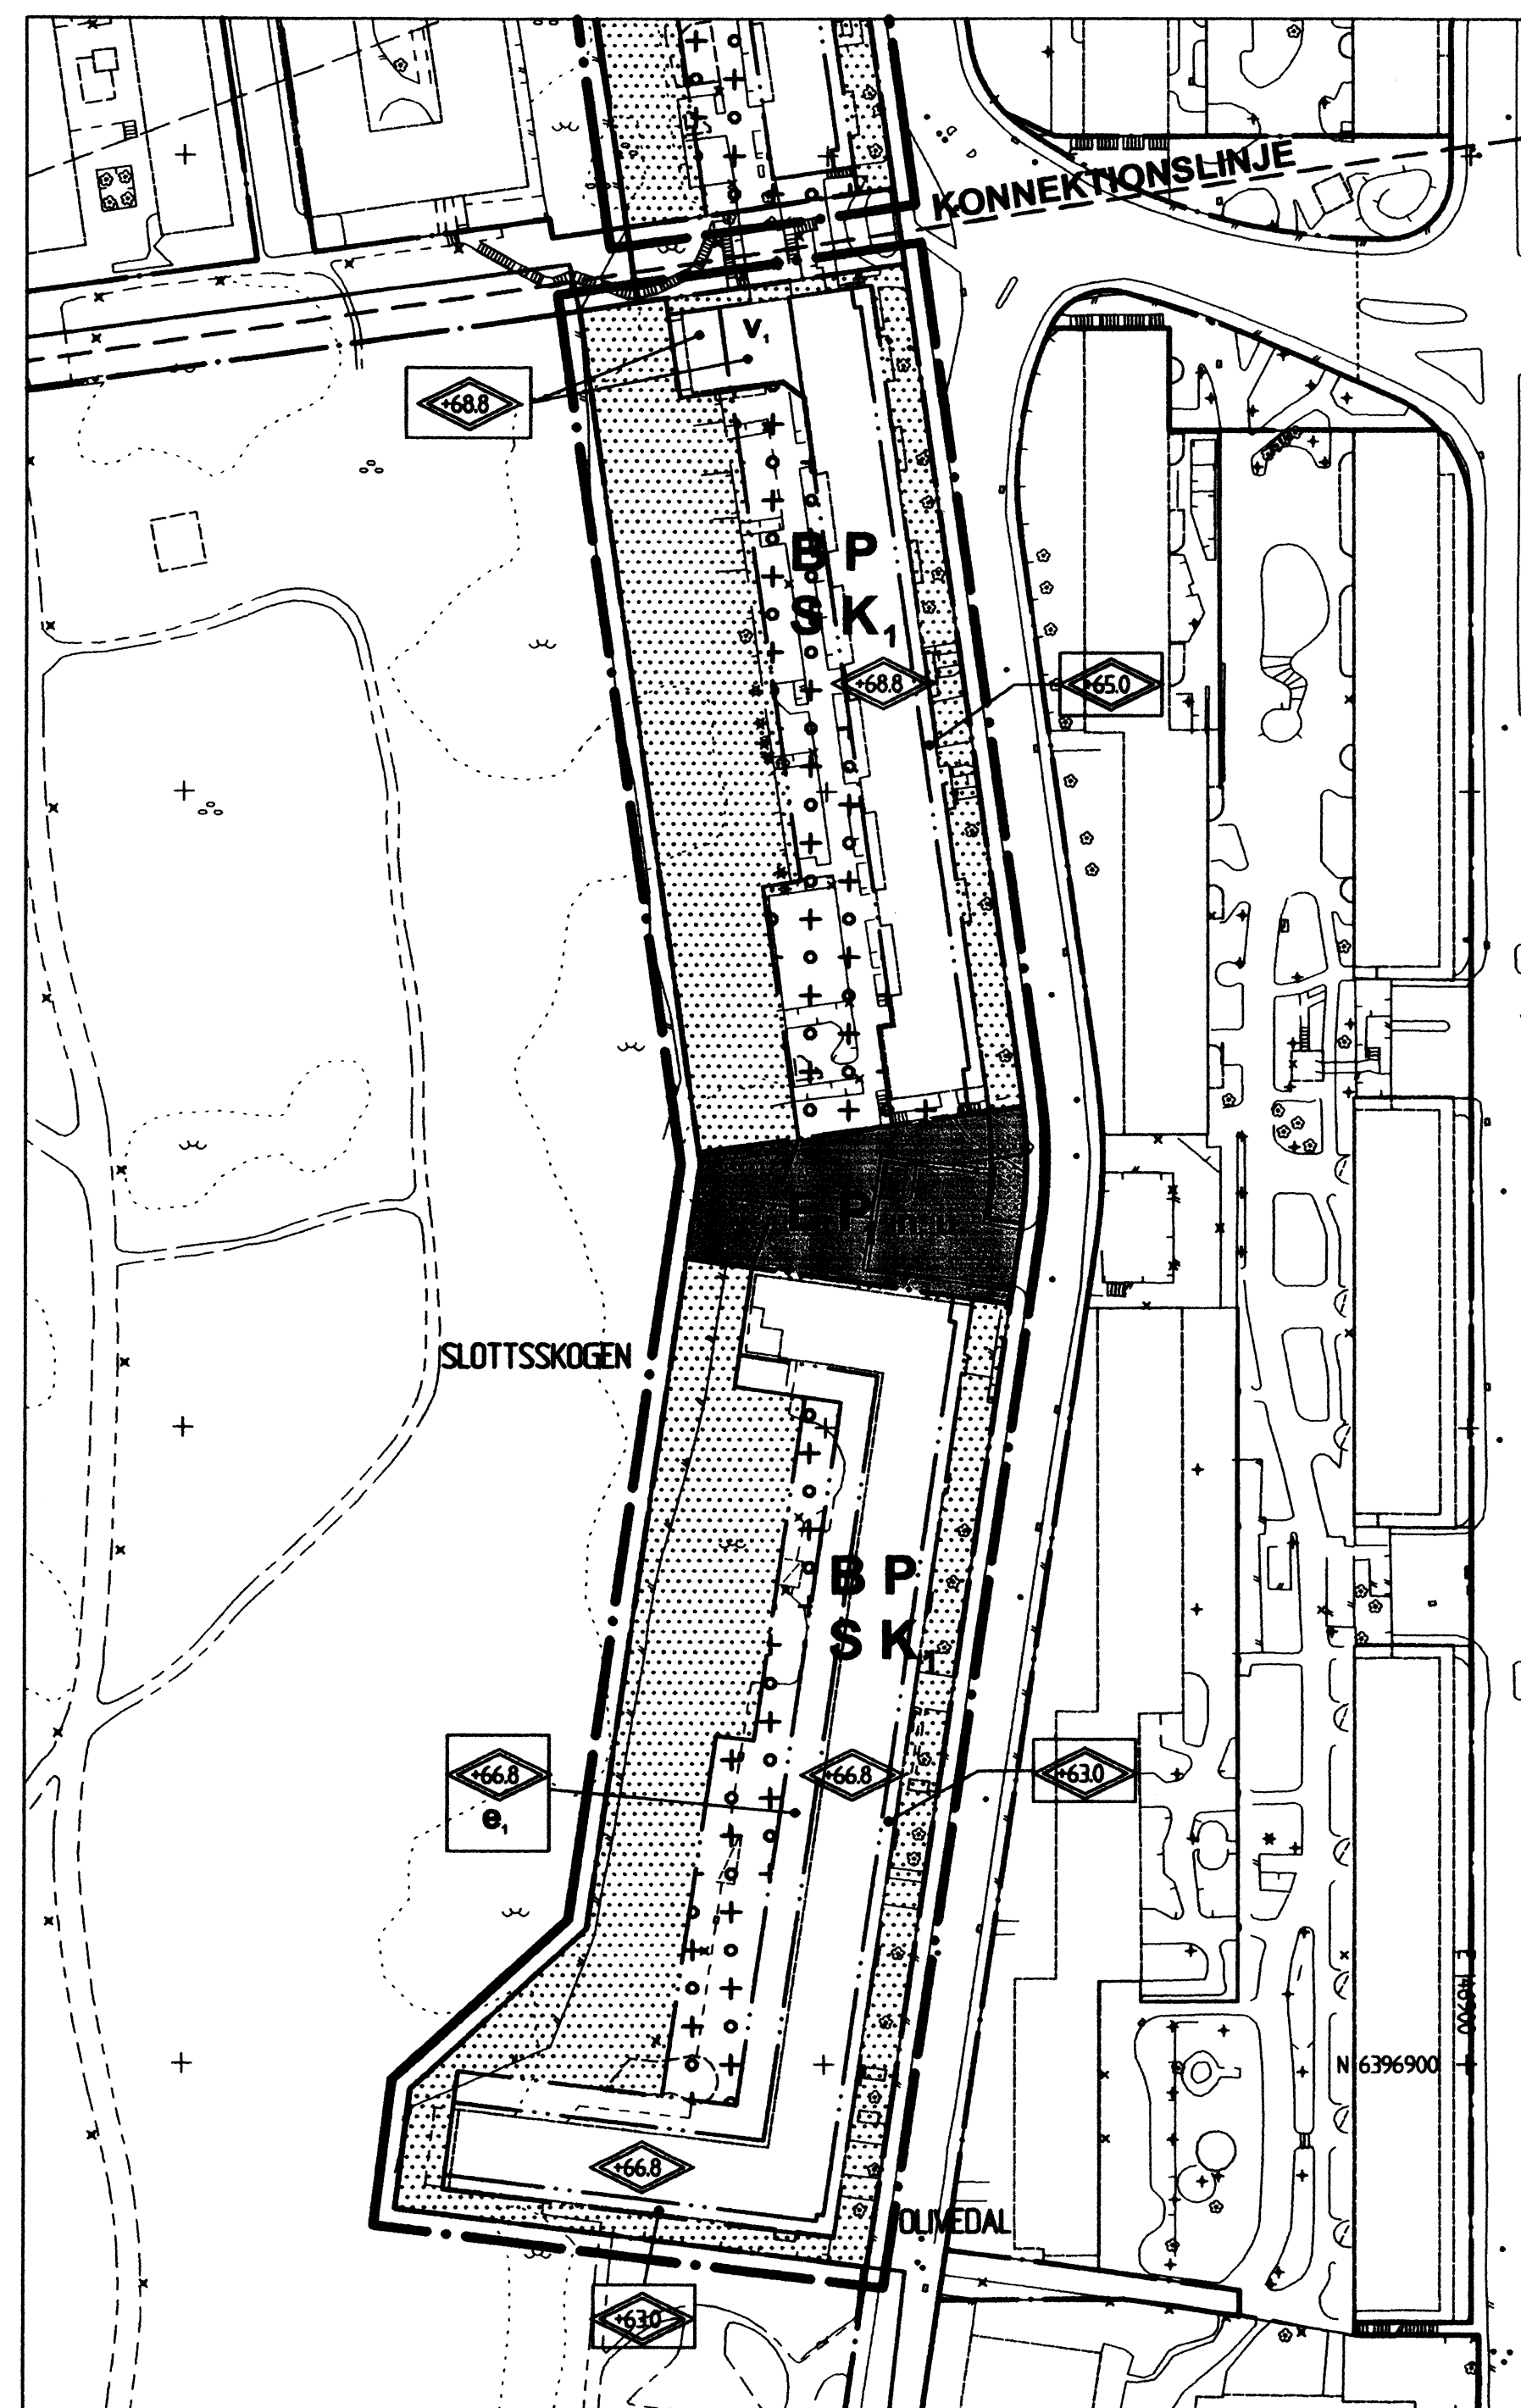 KONNEKTIONSLINJE
v₁
+68.8
B P
S K₁
+68.8
+65.0
P
SLOTTSSKOGEN
B P
S K₁
+66.8
e₁
+66.8
+63.0
N 6396900
+66.8
OLIVEDAL
+63.0